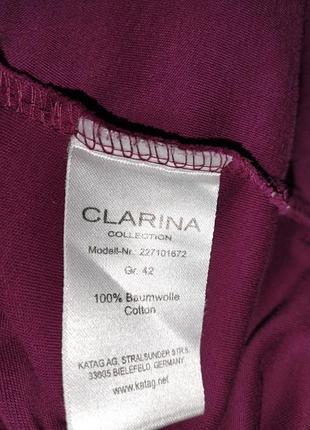 CLARINA
COLLECTION
Modell-Nr.: 227101672
Gr. 42
100% Baumwolle
Cotton
KATAG AG, STRALSUNDER STR.5
33605 BIELEFELD, GERMANY
www.katag.net